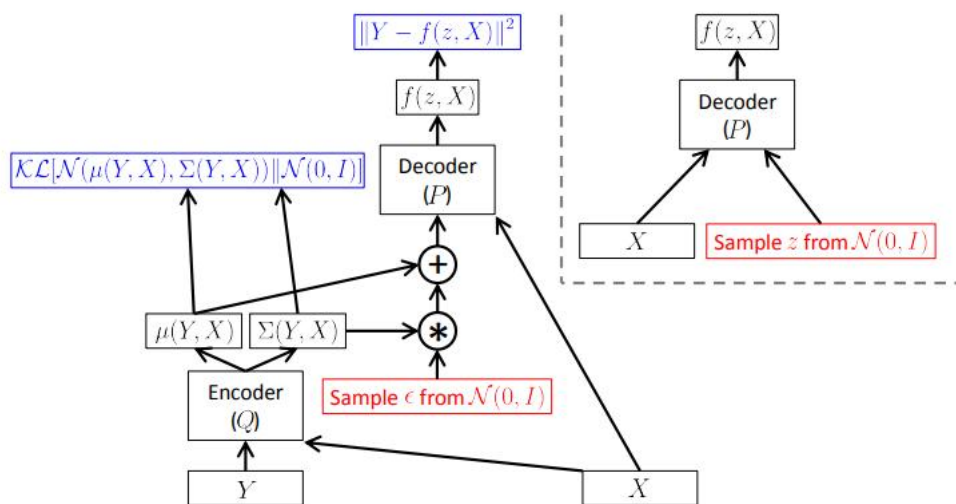 ‖Y − f(z, X)‖²
f(z, X)
Decoder
(P)
𝒦ℒ[𝒩(μ(Y, X), Σ(Y, X))‖𝒩(0, I)]
+
μ(Y, X)
Σ(Y, X)
*
Encoder
(Q)
Sample ϵ from 𝒩(0, I)
Y
X
f(z, X)
Decoder
(P)
X
Sample z from 𝒩(0, I)